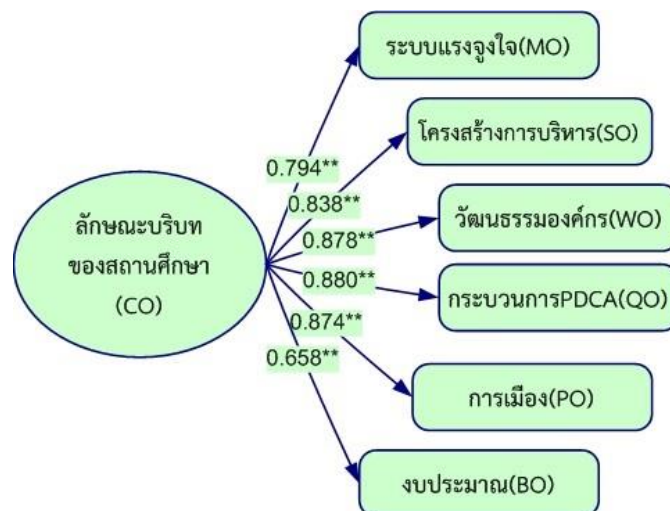 ระบบแรงจูงใจ(MO)
โครงสร้างการบริหาร(SO)
วัฒนธรรมองค์กร(WO)
กระบวนการPDCA(QO)
การเมือง(PO)
งบประมาณ(BO)
0.794**
0.838**
0.878**
0.880**
0.874**
0.658**
ลักษณะบริบท
ของสถานศึกษา
(CO)